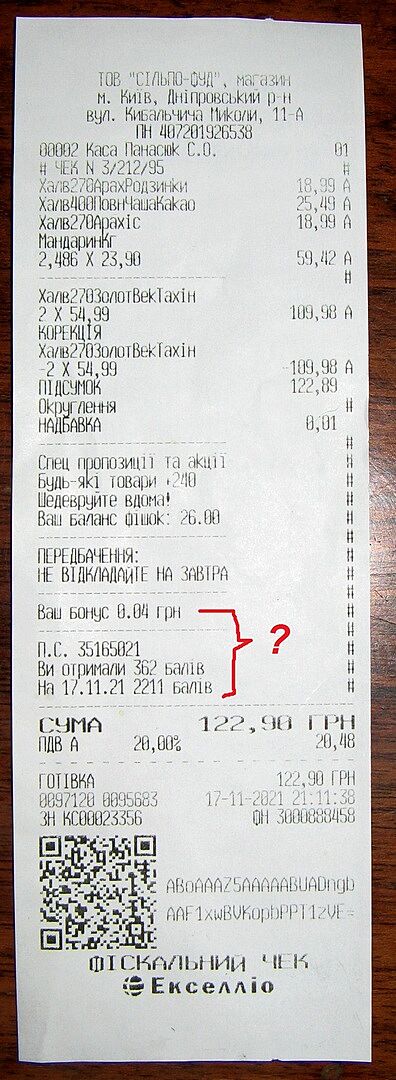 ТОВ "СІЛЬПО-ФУД", магазин
м. Київ, Дніпровський р-н
вул. Кибальчича Миколи, 11-А
ПН 407201926538
00002 Каса Панасюк С.О. 01
# ЧЕК N 3/212/95 #
Халв270АрахРодзинки 18,99 А
Халв400ПовнЧашаКакао 25,49 А
Халв270Арахіс 18,99 А
МандаринКг
2,486 X 23,90 59,42 А
#
Халв270ЗолотВекТахін
2 X 54,99 109,98 А
КОРЕКЦІЯ
Халв270ЗолотВекТахін
-2 X 54,99 -109,98 А
ПІДСУМОК 122,89
Округлення #
НАДБАВКА 0,01
#
Спец пропозиції та акції #
Будь-які товари +240 #
Шедевруйте вдома! #
Ваш баланс фішок: 26.00 #
#
ПЕРЕДБАЧЕННЯ: #
НЕ ВІДКЛАДАЙТЕ НА ЗАВТРА #
#
Ваш бонус 0.04 грн #
#
?
П.С. 35165021 #
Ви отримали 362 балів #
На 17.11.21 2211 балів #
СУМА 122,90 ГРН
ПДВ А 20,00% 20,48
ГОТІВКА 122,90 ГРН
0097120 0095683 17-11-2021 21:11:38
ЗН КС00023356 ФН 3000888458
ABoAAAZ5AAAAABUADngb
AAF1xwBVKopbPPT1zVE=
ФІСКАЛЬНИЙ ЧЕК
Екселліо